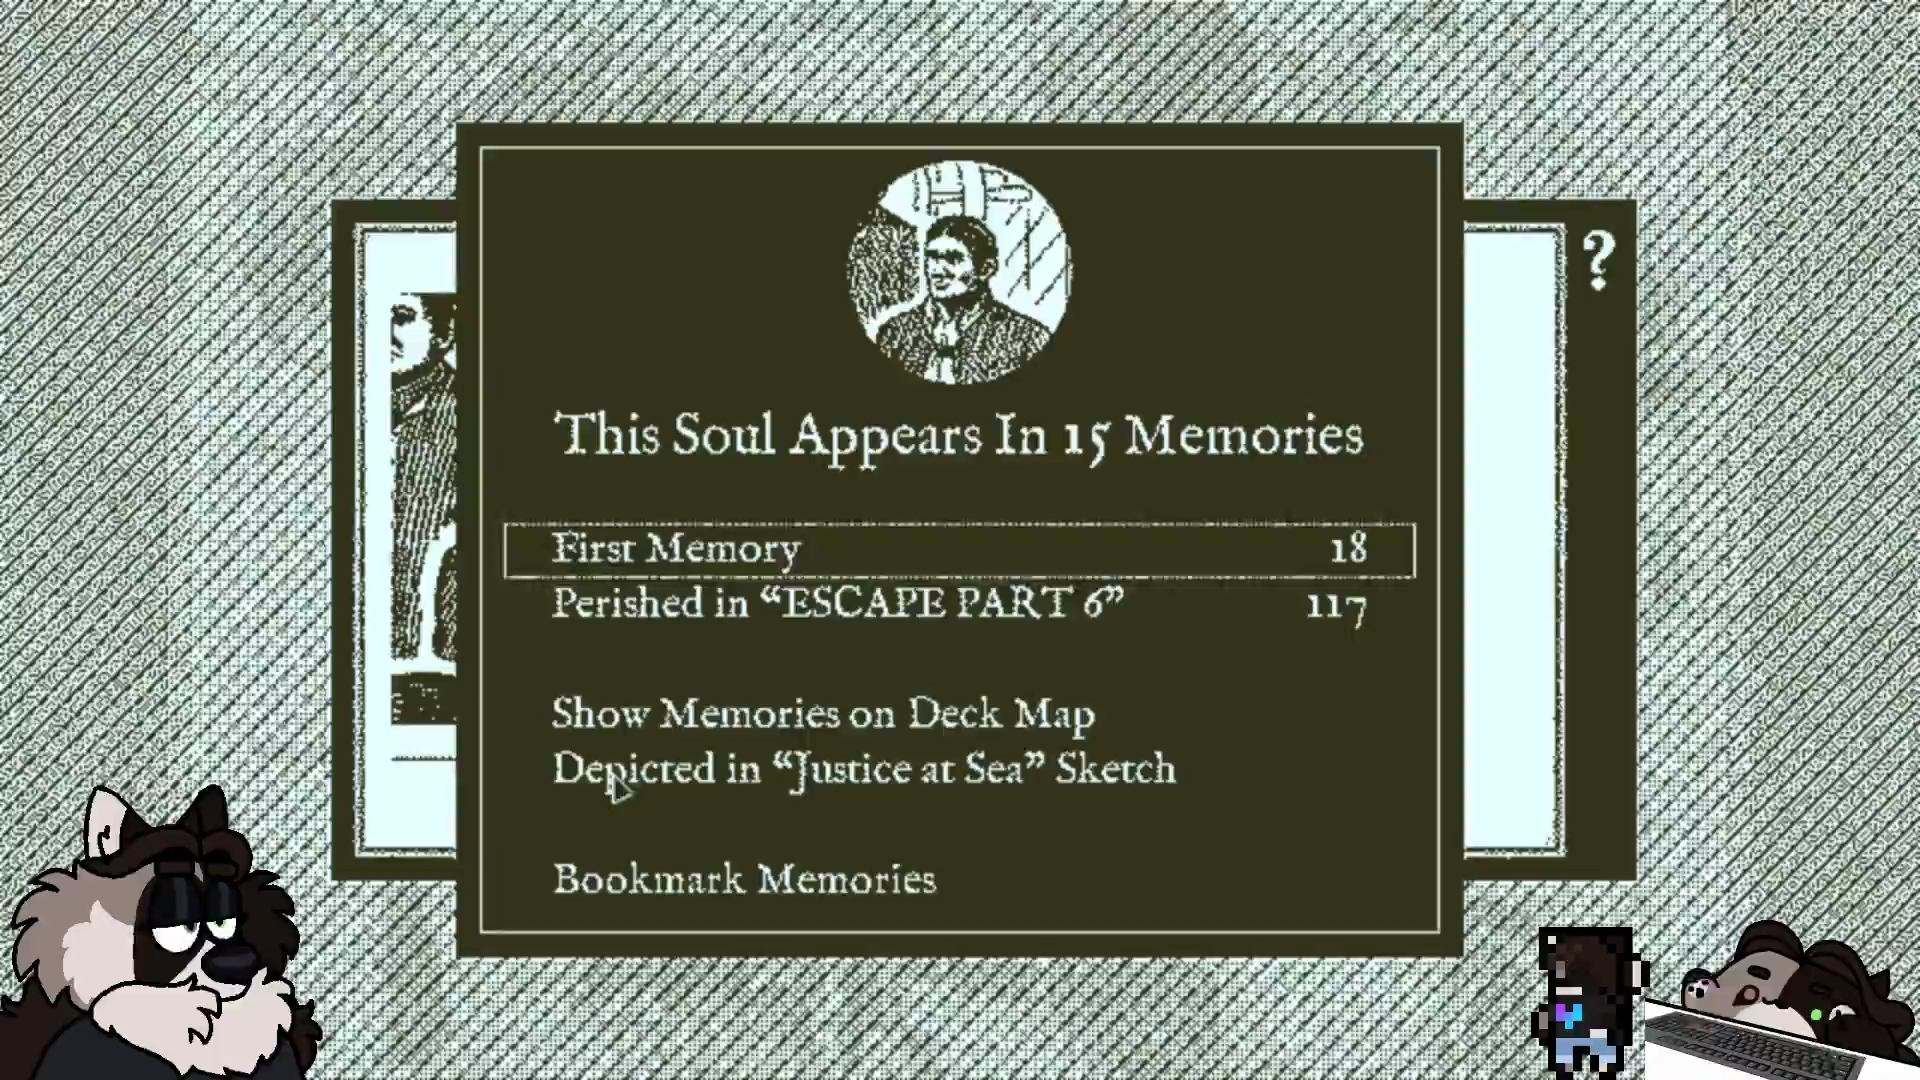 ?
This Soul Appears In 15 Memories
First Memory 18
Perished in “ESCAPE PART 6” 117
Show Memories on Deck Map
Depicted in “Justice at Sea” Sketch
Bookmark Memories